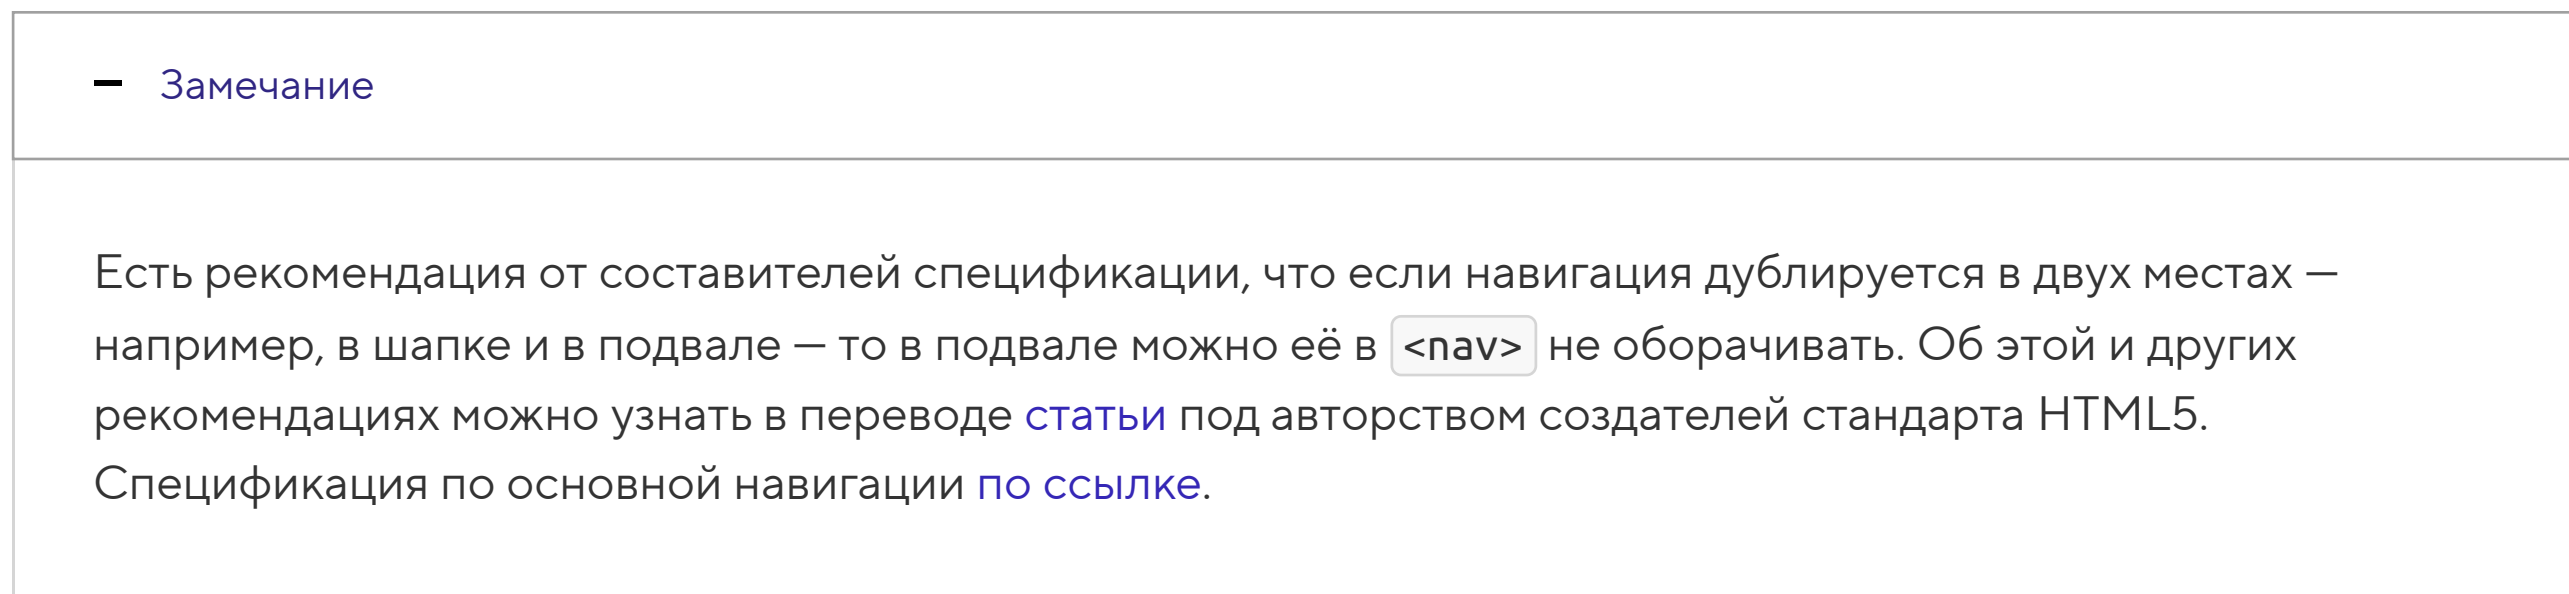 Замечание
Есть рекомендация от составителей спецификации, что если навигация дублируется в двух местах —
например, в шапке и в подвале — то в подвале можно её в <nav> не оборачивать. Об этой и других
рекомендациях можно узнать в переводе статьи под авторством создателей стандарта HTML5.
Спецификация по основной навигации по ссылке.